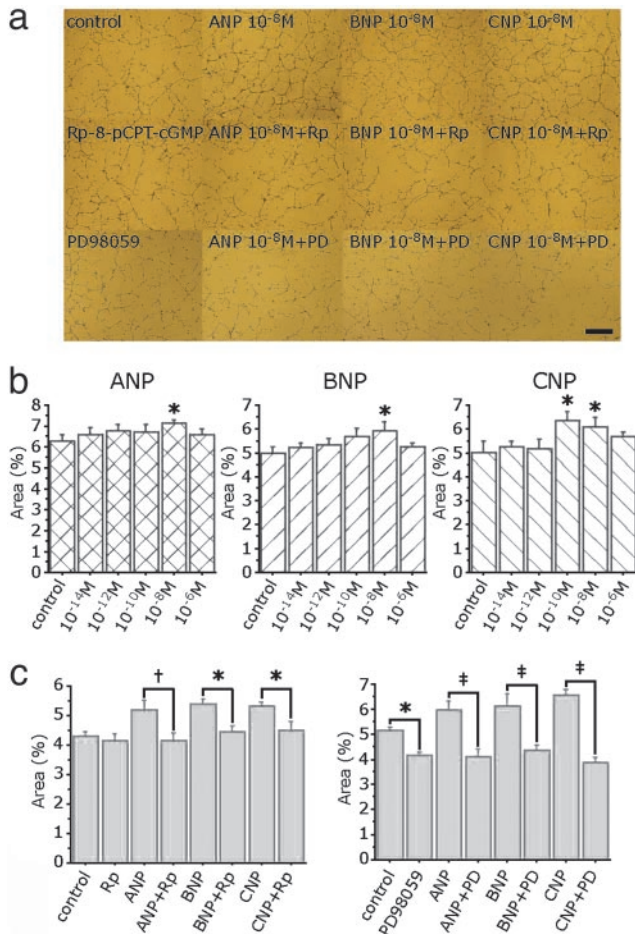 a
control ANP 10-8M BNP 10-8M CNP 10-8M
Rp-8-pCPT-cGMP ANP 10-8M+Rp BNP 10-8M+Rp CNP 10-8M+Rp
PD98059 ANP 10-8M+PD BNP 10-8M+PD CNP 10-8M+PD
b
ANP
Area (%)
8
7
6
5
4
3
2
1
0
*
control 10-14M 10-12M 10-10M 10-8M 10-6M
BNP
Area (%)
7
6
5
4
3
2
1
0
*
control 10-14M 10-12M 10-10M 10-8M 10-6M
CNP
Area (%)
7
6
5
4
3
2
1
0
* *
control 10-14M 10-12M 10-10M 10-8M 10-6M
c
Area (%)
6
5
4
3
2
1
0
† * *
control Rp ANP ANP+Rp BNP BNP+Rp CNP CNP+Rp
Area (%)
7
6
5
4
3
2
1
0
* ‡ ‡ ‡
control PD98059 ANP ANP+PD BNP BNP+PD CNP CNP+PD